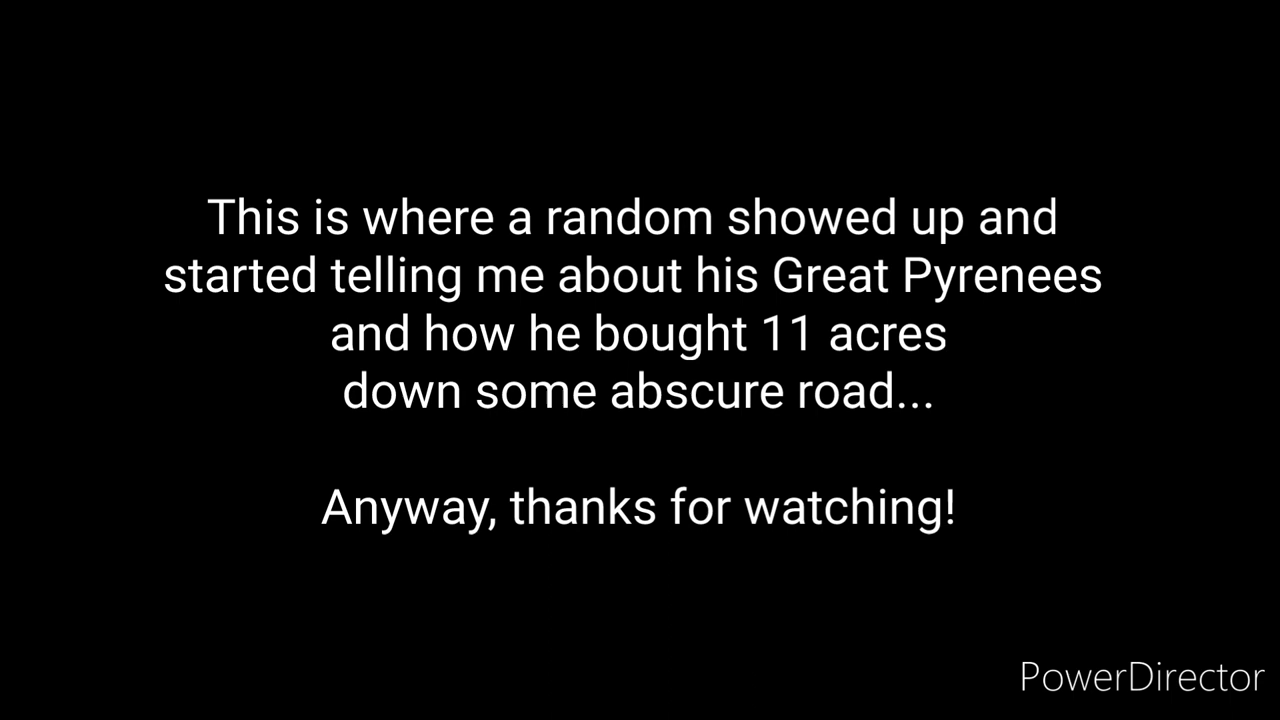 This is where a random showed up and
started telling me about his Great Pyrenees
and how he bought 11 acres
down some abscure road...
Anyway, thanks for watching!
PowerDirector